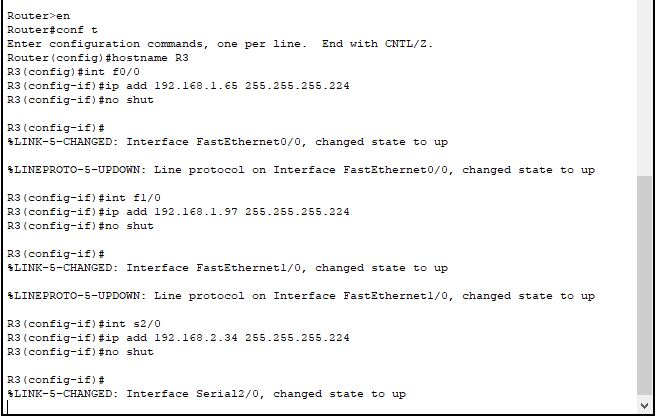 Router>en
Router#conf t
Enter configuration commands, one per line.  End with CNTL/Z.
Router(config)#hostname R3
R3(config)#int f0/0
R3(config-if)#ip add 192.168.1.65 255.255.255.224
R3(config-if)#no shut
R3(config-if)#
%LINK-5-CHANGED: Interface FastEthernet0/0, changed state to up
%LINEPROTO-5-UPDOWN: Line protocol on Interface FastEthernet0/0, changed state to up
R3(config-if)#int f1/0
R3(config-if)#ip add 192.168.1.97 255.255.255.224
R3(config-if)#no shut
R3(config-if)#
%LINK-5-CHANGED: Interface FastEthernet1/0, changed state to up
%LINEPROTO-5-UPDOWN: Line protocol on Interface FastEthernet1/0, changed state to up
R3(config-if)#int s2/0
R3(config-if)#ip add 192.168.2.34 255.255.255.224
R3(config-if)#no shut
R3(config-if)#
%LINK-5-CHANGED: Interface Serial2/0, changed state to up